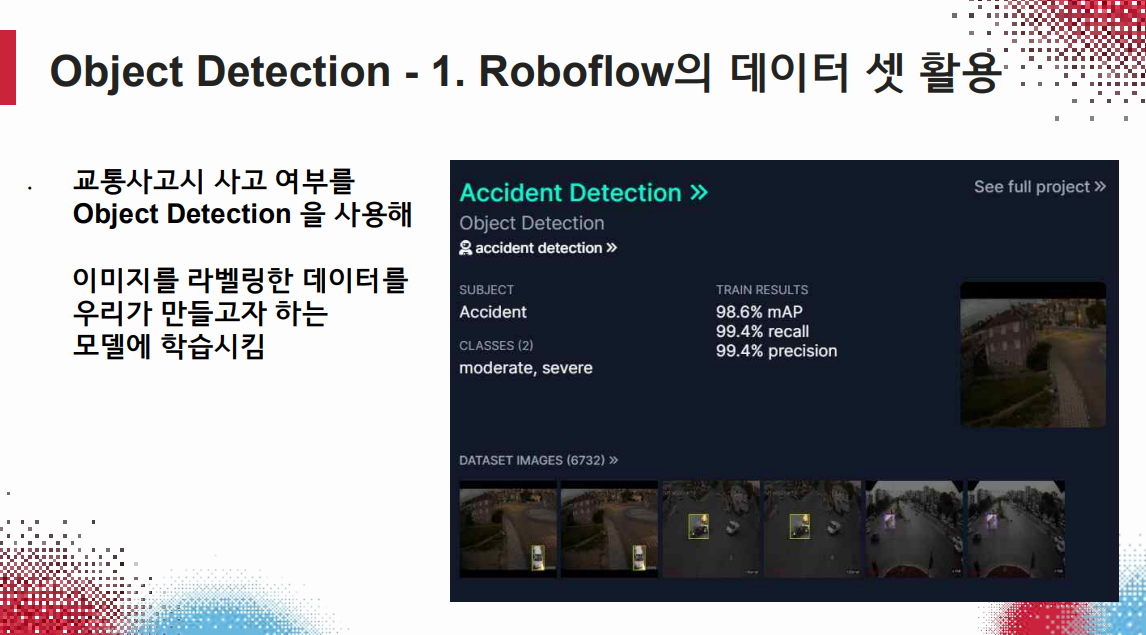 Object Detection - 1. Roboflow의 데이터 셋 활용
. 교통사고시 사고 여부를
Object Detection 을 사용해
이미지를 라벨링한 데이터를
우리가 만들고자 하는
모델에 학습시킴
Accident Detection »
See full project »
Object Detection
accident detection »
SUBJECT
Accident
CLASSES (2)
moderate, severe
TRAIN RESULTS
98.6% mAP
99.4% recall
99.4% precision
DATASET IMAGES (6732) »